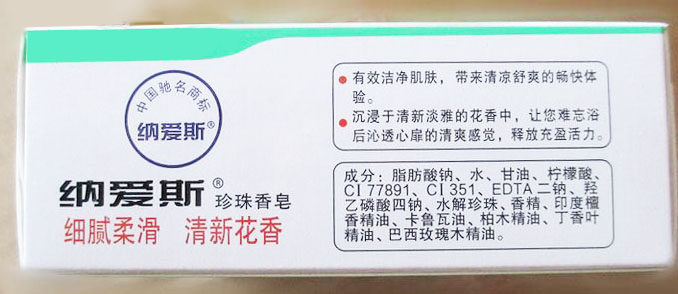 中国驰名商标
纳爱斯®
纳爱斯®珍珠香皂
细腻柔滑 清新花香
● 有效洁净肌肤，带来清凉舒爽的畅快体
验。
● 沉浸于清新淡雅的花香中，让您难忘浴
后沁透心扉的清爽感觉，释放充盈活力。
成分：脂肪酸钠、水、甘油、柠檬酸、
CI 77891、CI 351、EDTA 二钠、羟
乙磷酸四钠、水解珍珠、香精、印度檀
香精油、卡鲁瓦油、柏木精油、丁香叶
精油、巴西玫瑰木精油。